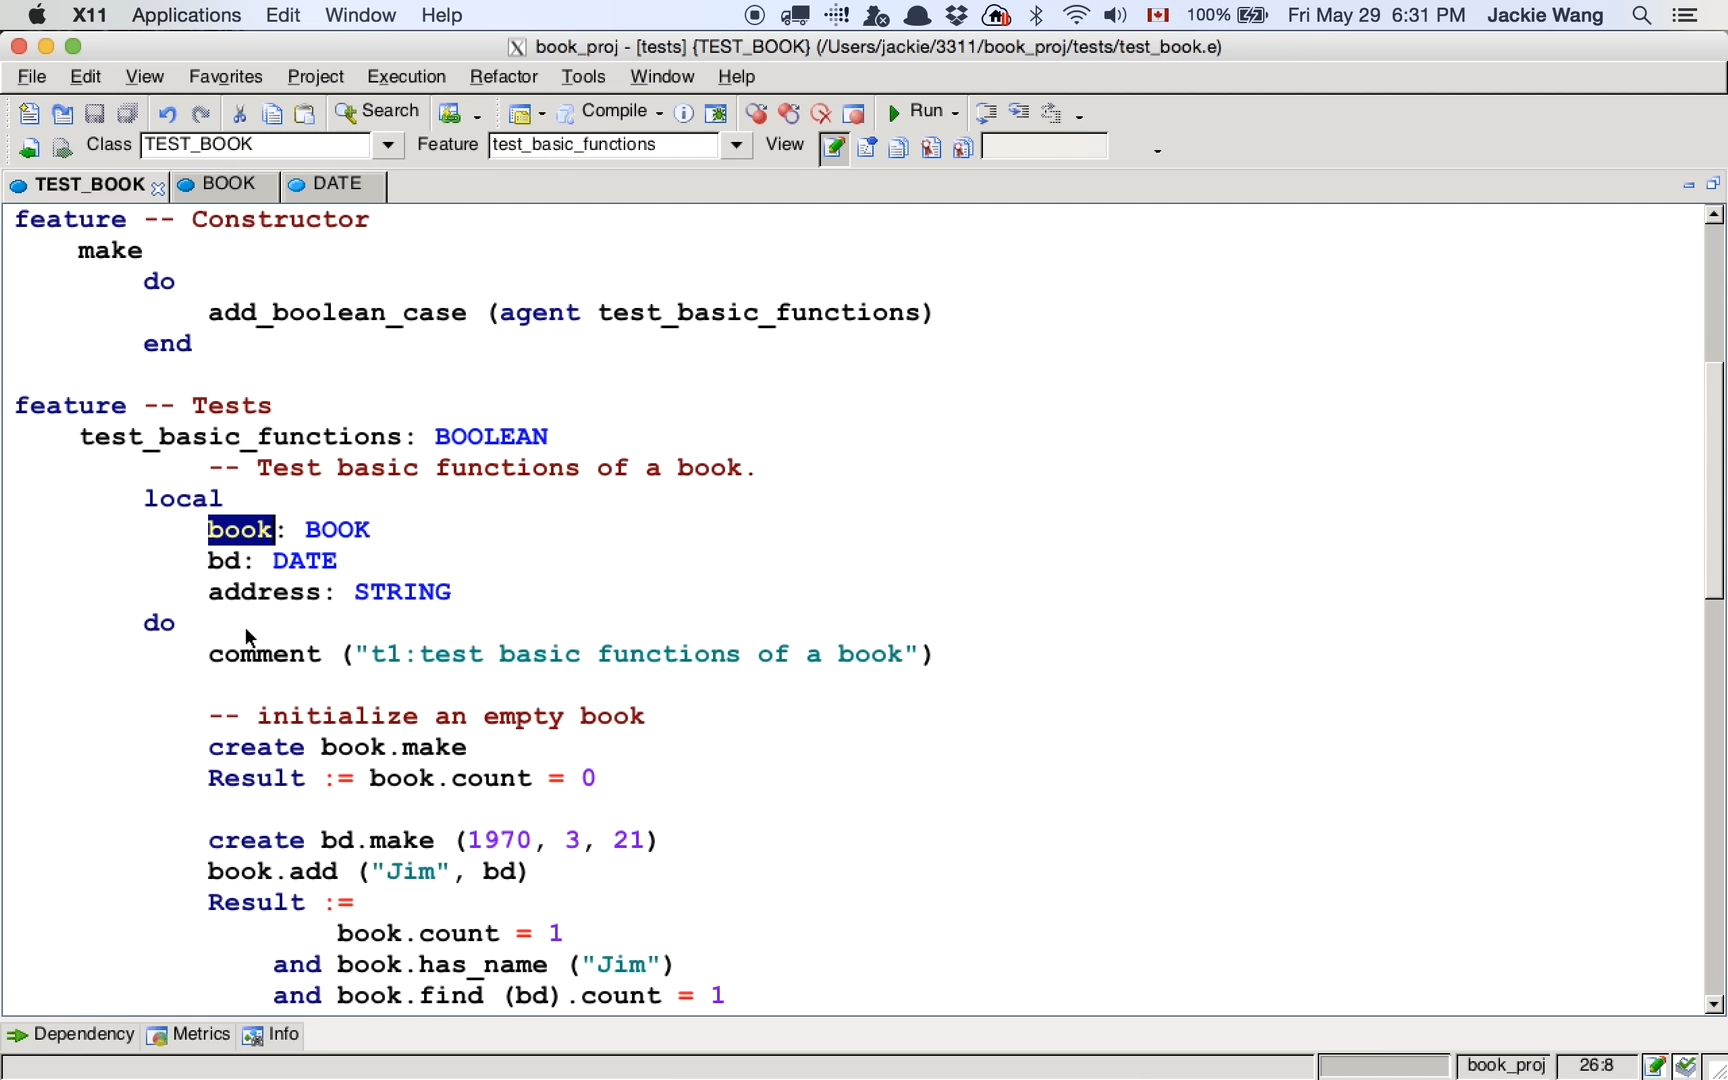 X11 Applications Edit Window Help 100% Fri May 29 6:31 PM Jackie Wang
book_proj - [tests] {TEST_BOOK} (/Users/jackie/3311/book_proj/tests/test_book.e)
File Edit View Favorites Project Execution Refactor Tools Window Help
Search Compile Run
Class TEST_BOOK Feature test_basic_functions View
TEST_BOOK BOOK DATE
feature -- Constructor
make
do
add_boolean_case (agent test_basic_functions)
end
feature -- Tests
test_basic_functions: BOOLEAN
-- Test basic functions of a book.
local
book: BOOK
bd: DATE
address: STRING
do
comment ("t1:test basic functions of a book")
-- initialize an empty book
create book.make
Result := book.count = 0
create bd.make (1970, 3, 21)
book.add ("Jim", bd)
Result :=
book.count = 1
and book.has_name ("Jim")
and book.find (bd).count = 1
Dependency Metrics Info
book_proj 26:8